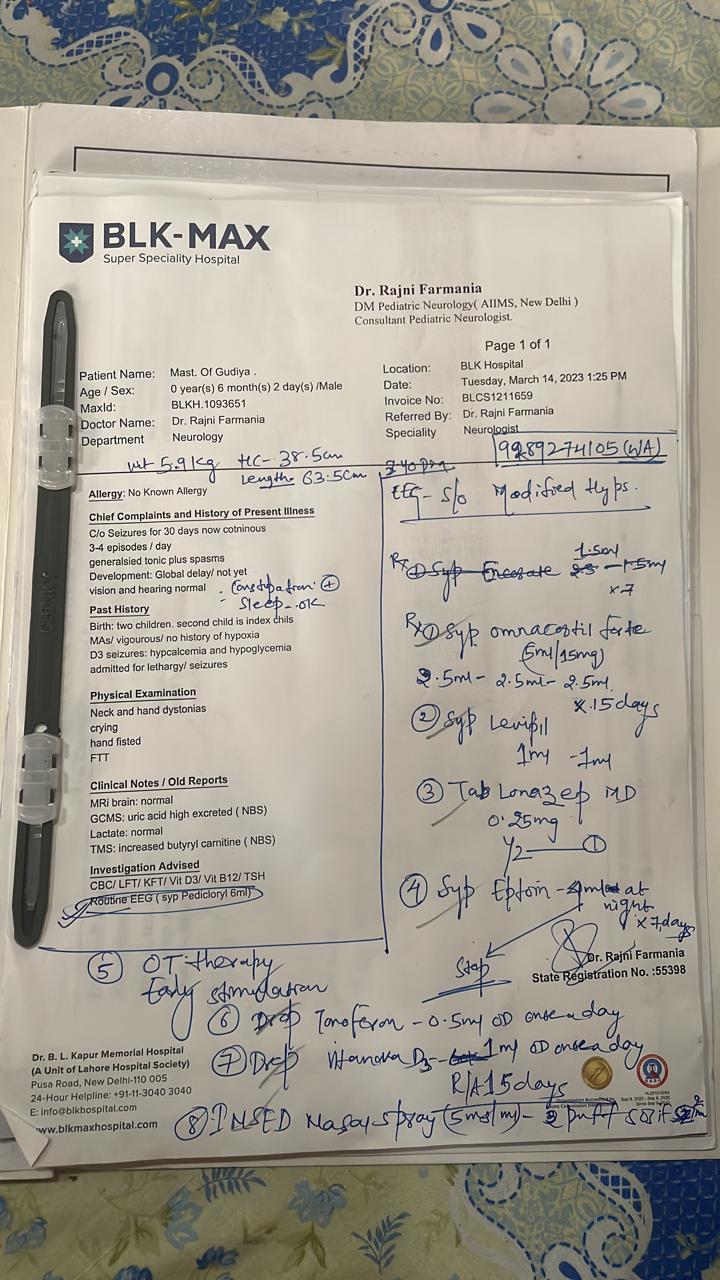 BLK-MAX
Super Speciality Hospital
Dr. Rajni Farmania
DM Pediatric Neurology( AIIMS, New Delhi )
Consultant Pediatric Neurologist.
Page 1 of 1
Patient Name: Mast. Of Gudiya .
Age / Sex: 0 year(s) 6 month(s) 2 day(s) /Male
MaxId: BLKH.1093651
Doctor Name: Dr. Rajni Farmania
Department Neurology
Location: BLK Hospital
Date: Tuesday, March 14, 2023 1:25 PM
Invoice No: BLCS1211659
Referred By: Dr. Rajni Farmania
Speciality Neurologist
wt 5.9 kg HC- 38.5cm
Length- 63.5cm
9289274105 (WA)
Allergy: No Known Allergy
Chief Complaints and History of Present Illness
C/o Seizures for 30 days now cotninous
3-4 episodes / day
generalsied tonic plus spasms
Development: Global delay/ not yet
vision and hearing normal
: Constipation +
: Sleep - OK
Past History
Birth: two children. second child is index chils
MAs/ vigourous/ no history of hypoxia
D3 seizures: hypcalcemia and hypoglycemia
admitted for lethargy/ seizures
Physical Examination
Neck and hand dystonias
crying
hand fisted
FTT
Clinical Notes / Old Reports
MRi brain: normal
GCMS: uric acid high excreted ( NBS)
Lactate: normal
TMS: increased butyryl carnitine ( NBS)
Investigation Advised
CBC/ LFT/ KFT/ Vit D3/ Vit B12/ TSH
Routine EEG ( syp Pedicloryl 6ml)
EEG - S/o Modified Hyps.
Rx ① Syp Encorate 1.5ml - 1.5ml
x 7
Rx ① Syp omnacortil forte
(5ml/15mg)
2.5ml - 2.5ml - 2.5ml
x 15 days
② Syp Levipil
1ml - 1ml
③ Tab Lonazep MD
0.25mg
1/2 — ①
④ Syp Eptoin - 4ml at
night
x 7 days
Stop
Dr. Rajni Farmania
State Registration No. :55398
⑤ OT therapy
Early stimulation
⑥ Drop Tonoferon - 0.5ml OD once a day
⑦ Drop D3 - 1ml OD once a day
R/A 15 days
⑧ INSED Nasal spray - puff SOS if
Dr. B. L. Kapur Memorial Hospital
(A Unit of Lahore Hospital Society)
Pusa Road, New Delhi-110 005
24-Hour Helpline: +91-11-3040 3040
E: info@blkhospital.com
www.blkmaxhospital.com